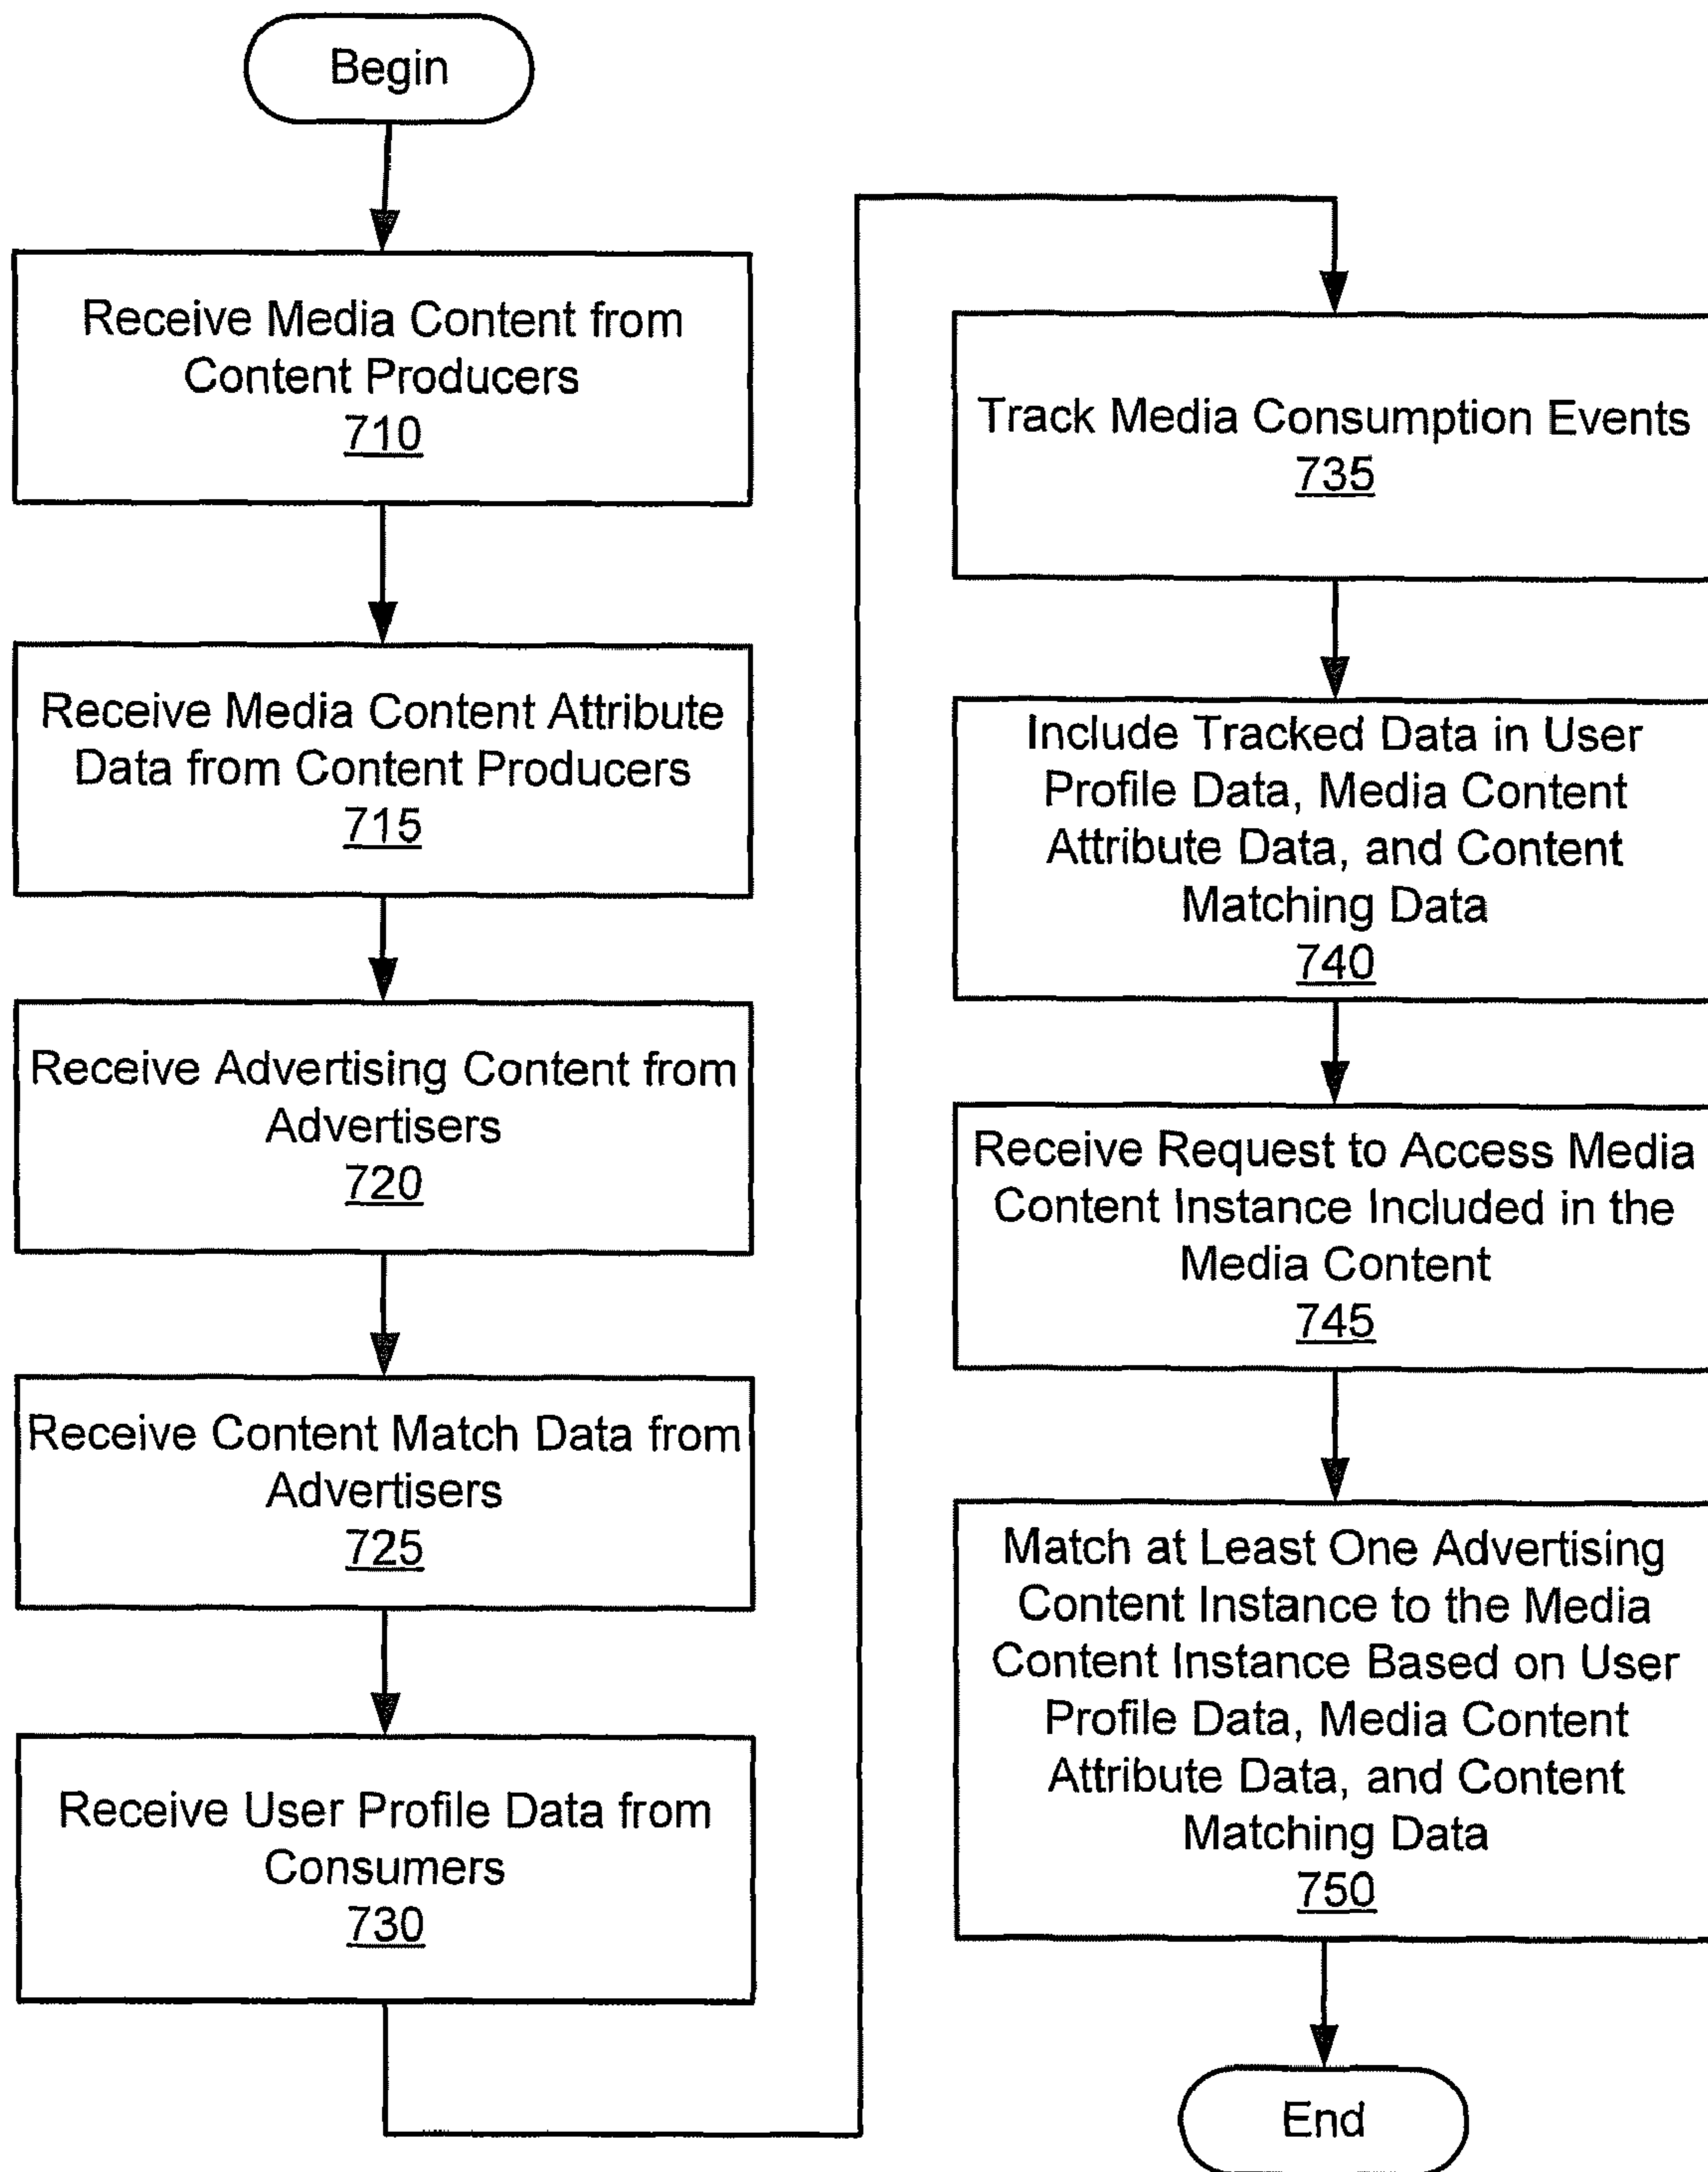 Begin
Receive Media Content from
Content Producers
710
Receive Media Content Attribute
Data from Content Producers
715
Receive Advertising Content from
Advertisers
720
Receive Content Match Data from
Advertisers
725
Receive User Profile Data from
Consumers
730
Track Media Consumption Events
735
Include Tracked Data in User
Profile Data, Media Content
Attribute Data, and Content
Matching Data
740
Receive Request to Access Media
Content Instance Included in the
Media Content
745
Match at Least One Advertising
Content Instance to the Media
Content Instance Based on User
Profile Data, Media Content
Attribute Data, and Content
Matching Data
750
End